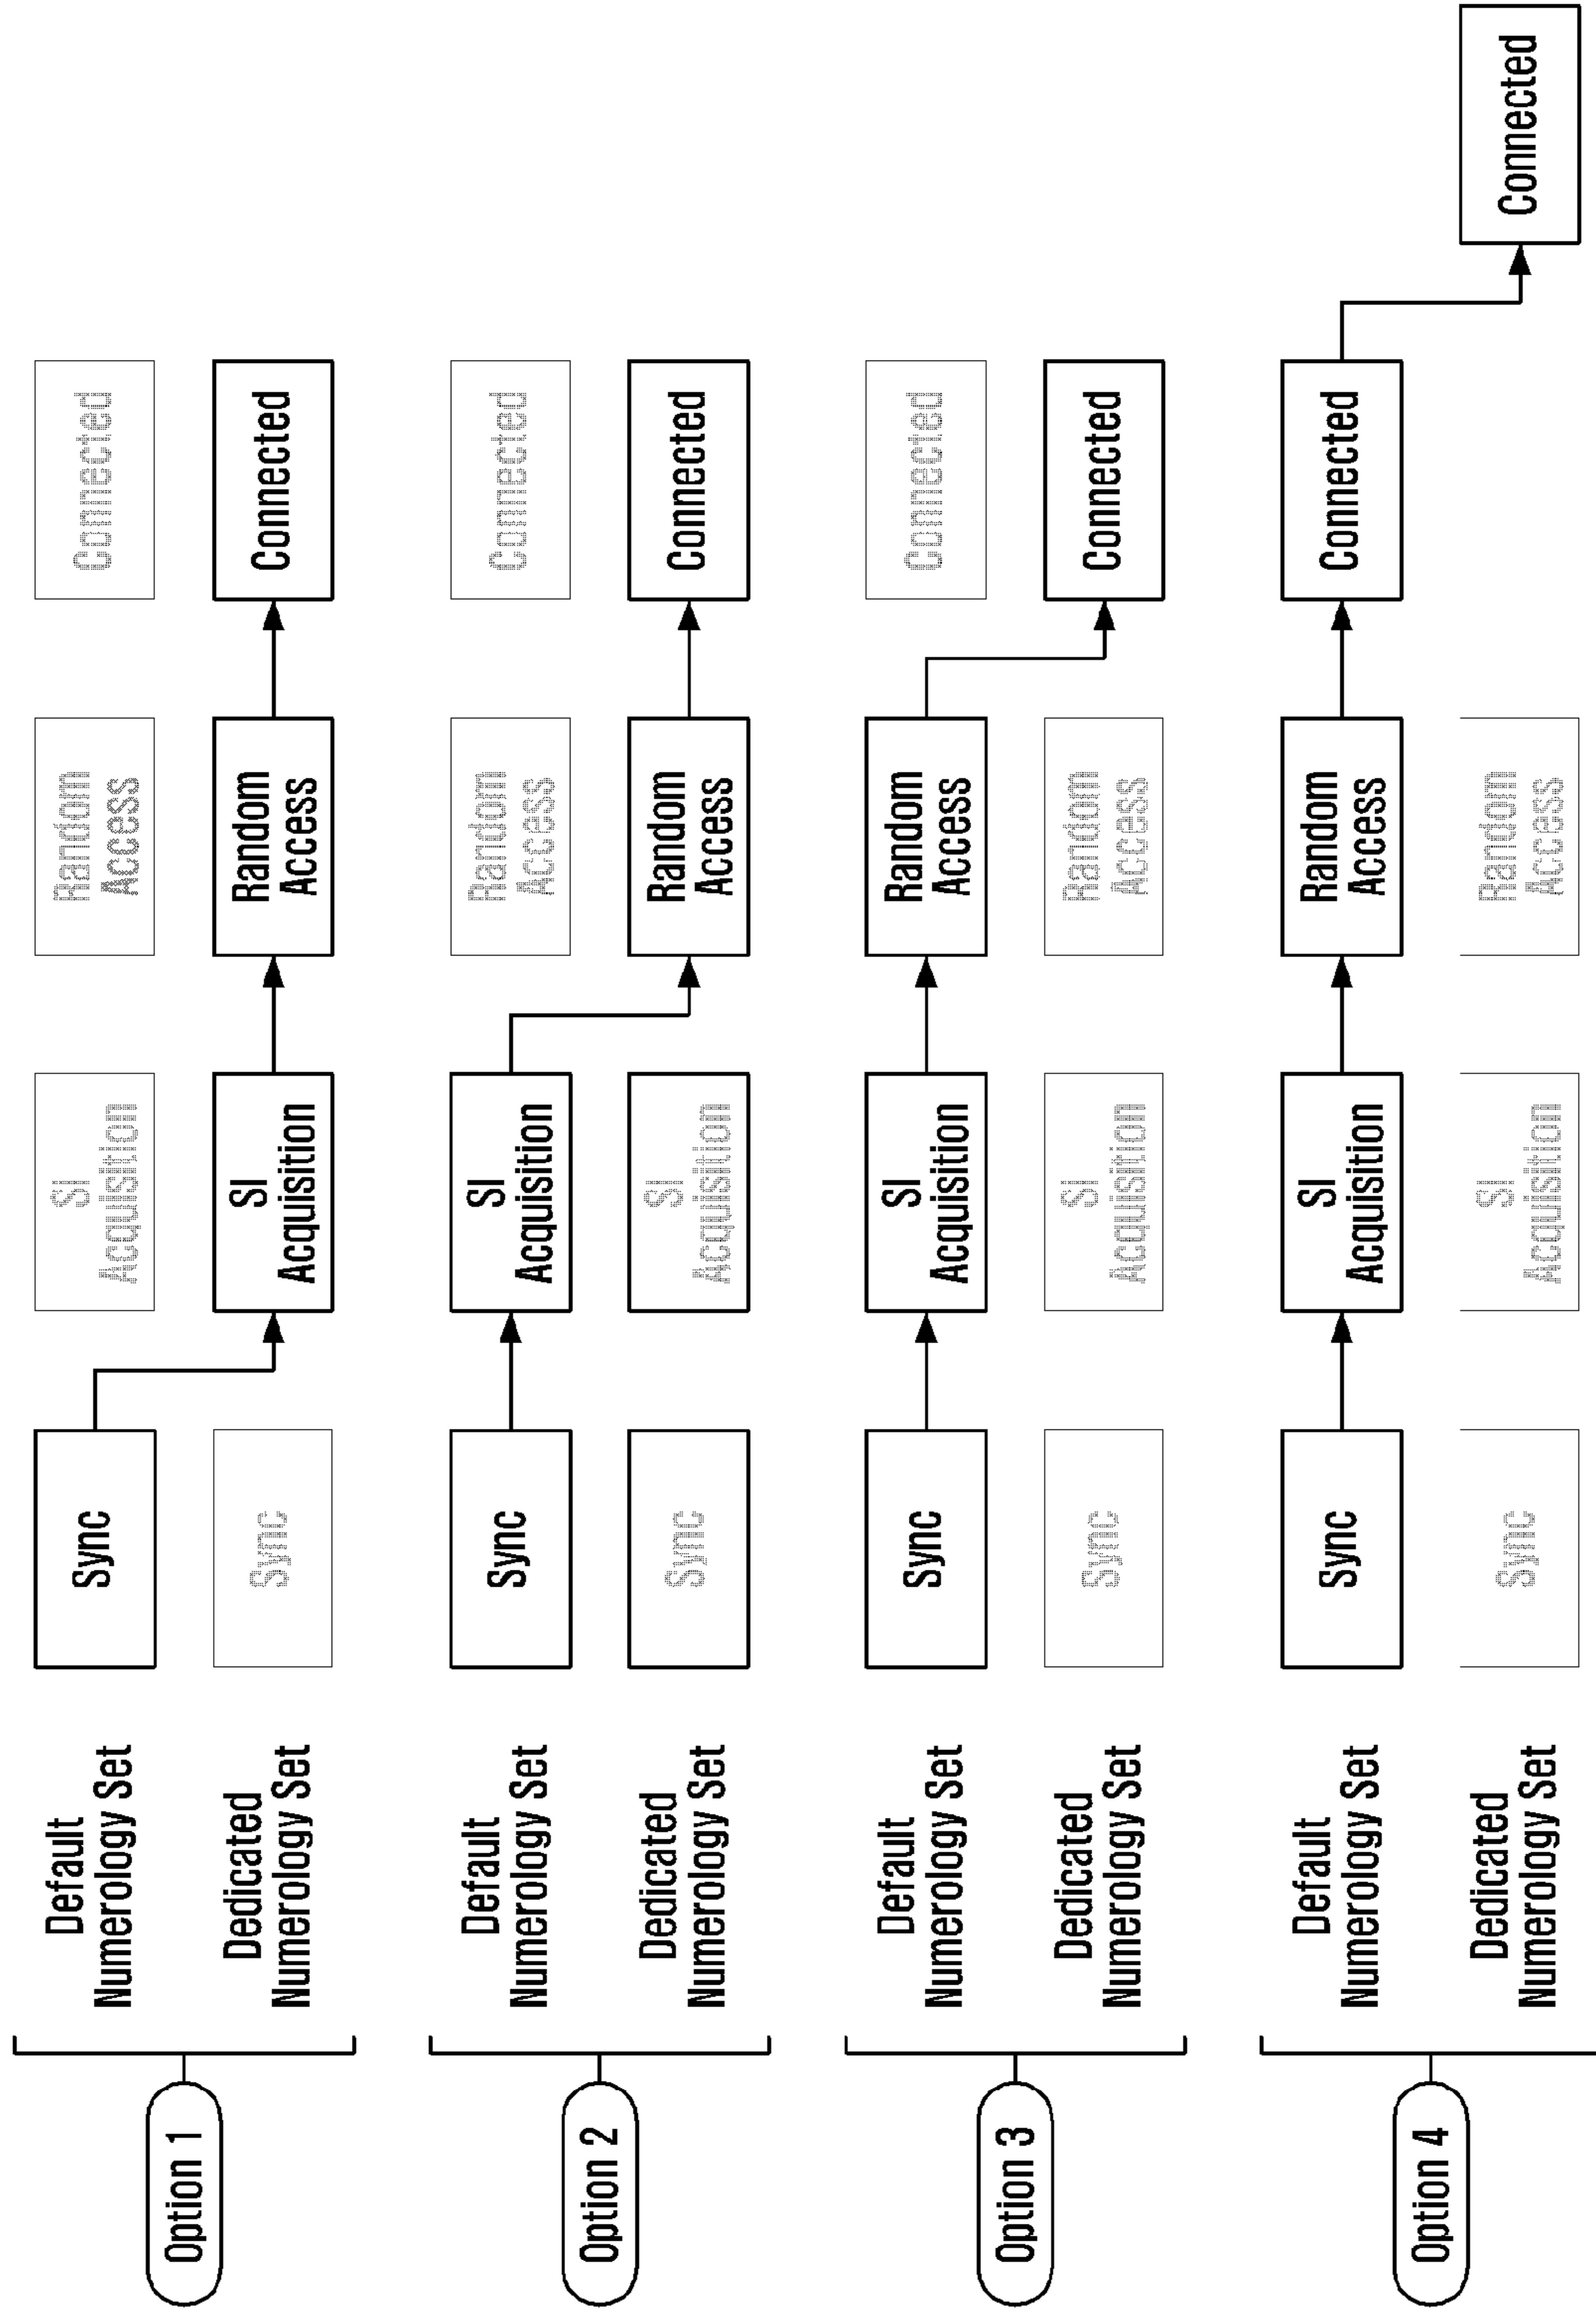 Option 1
Default
Numerology Set
Sync
SI
Acquisition
Random
Access
Connected
Dedicated
Numerology Set
Sync
SI
Acquisition
Random
Access
Connected
Option 2
Default
Numerology Set
Sync
SI
Acquisition
Random
Access
Connected
Dedicated
Numerology Set
Sync
SI
Acquisition
Random
Access
Connected
Option 3
Default
Numerology Set
Sync
SI
Acquisition
Random
Access
Connected
Dedicated
Numerology Set
Sync
SI
Acquisition
Random
Access
Connected
Option 4
Default
Numerology Set
Sync
SI
Acquisition
Random
Access
Connected
Dedicated
Numerology Set
Sync
SI
Acquisition
Random
Access
Connected